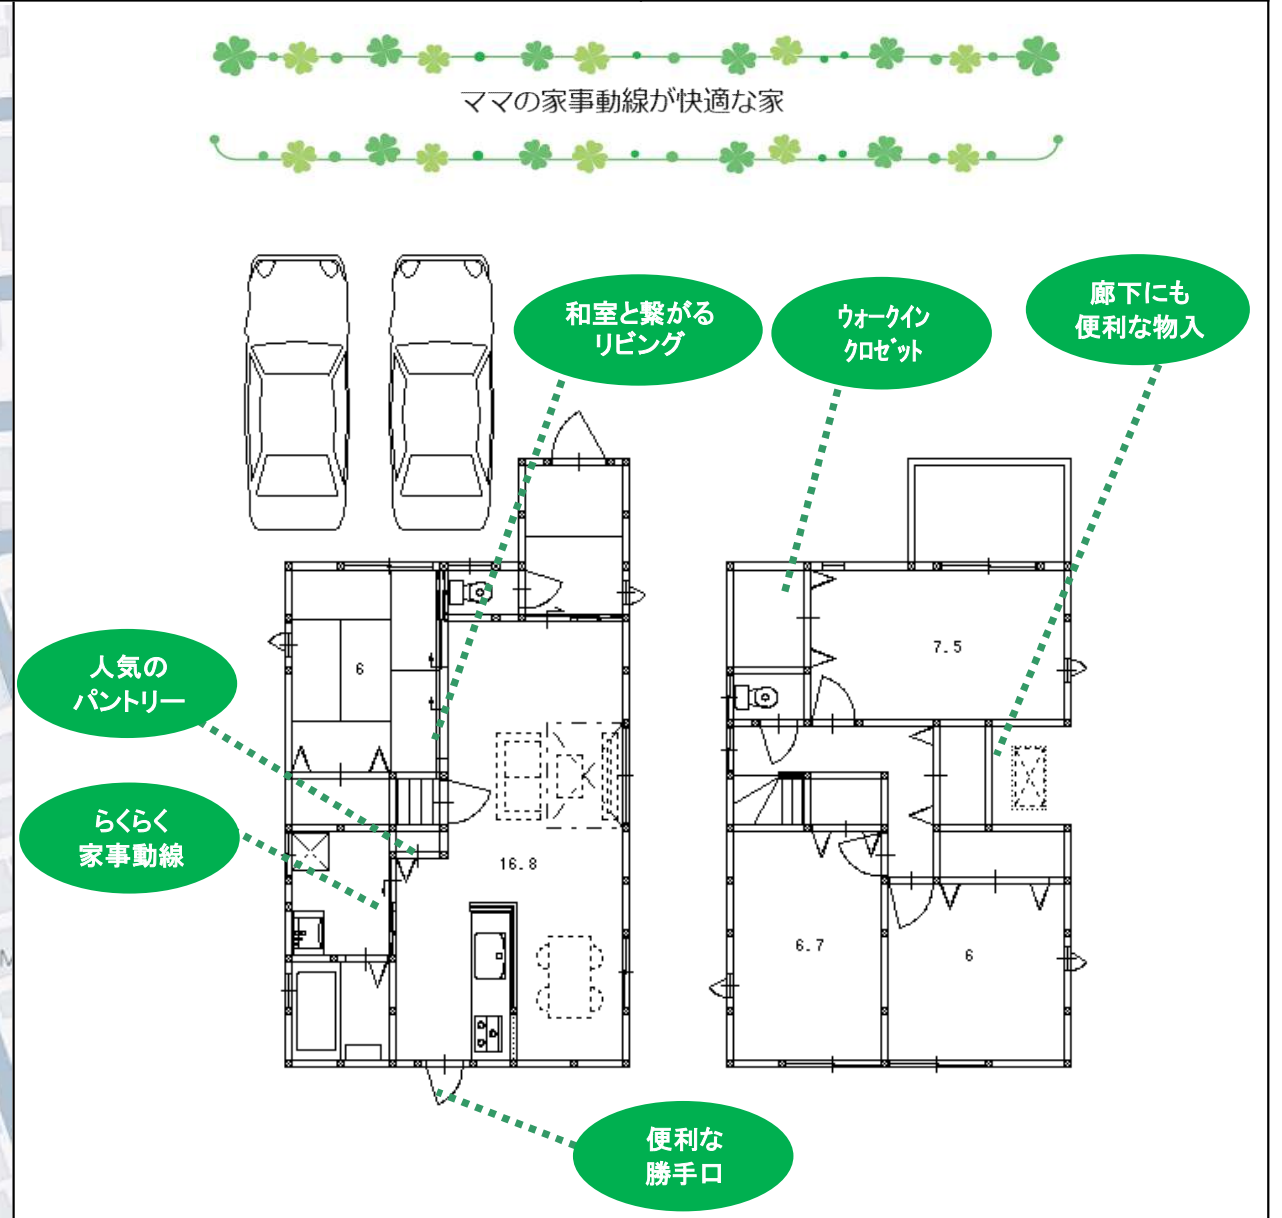 ママの家事動線が快適な家
和室と繋がる
リビング
ウォークイン
クロゼット
廊下にも
便利な物入
人気の
パントリー
らくらく
家事動線
便利な
勝手口
6
16.8
7.5
6.7
6